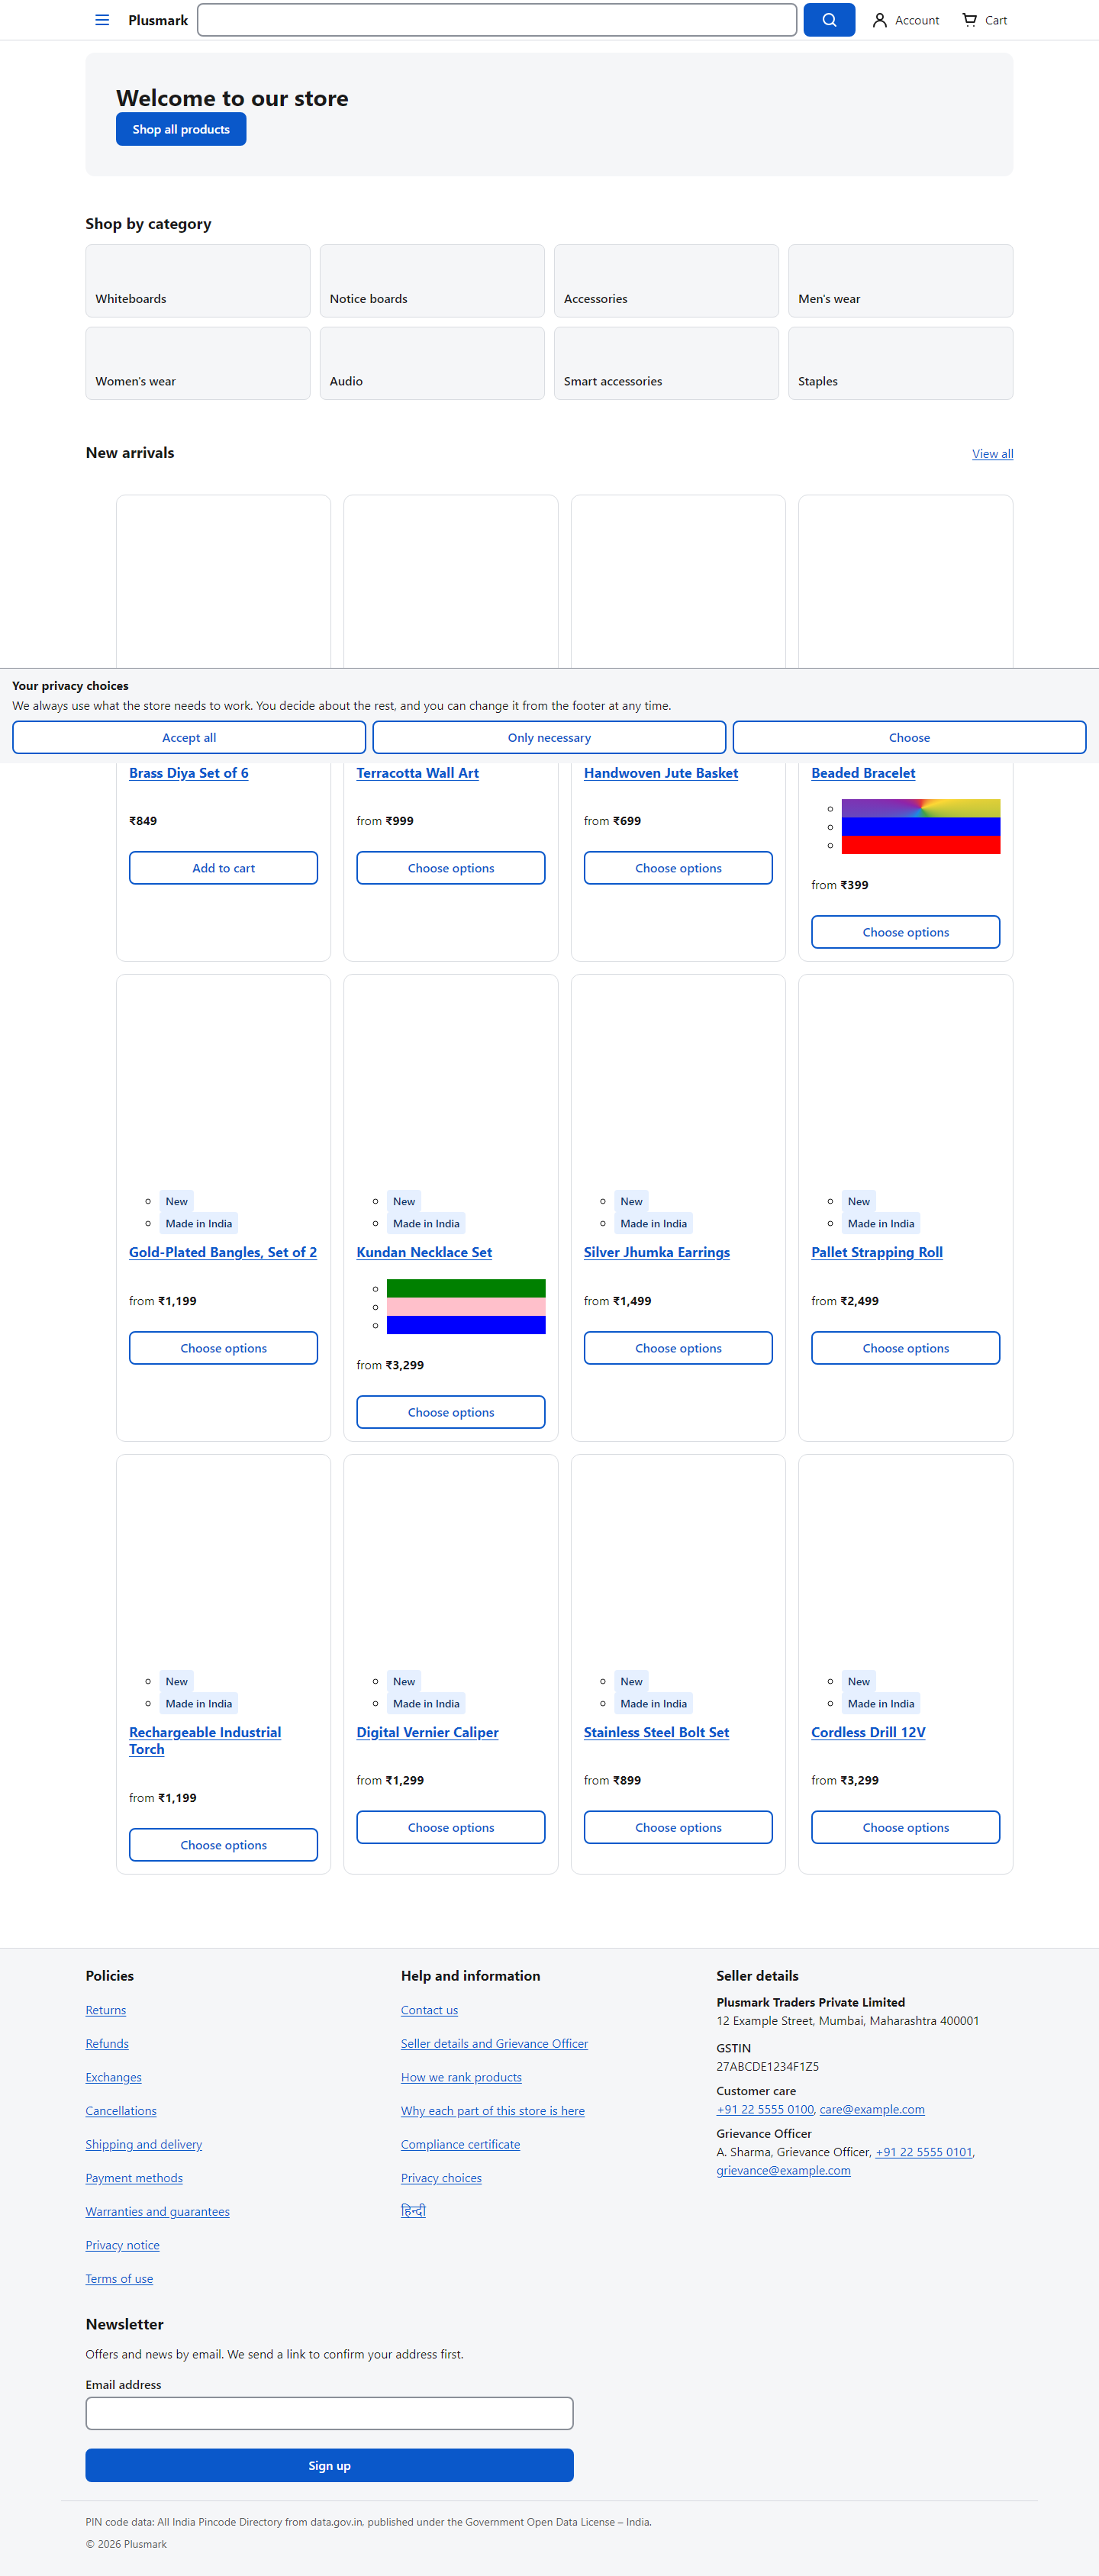 Plusmark
Account
Cart
Welcome to our store
Shop all products
Shop by category
Whiteboards
Notice boards
Accessories
Men's wear
Women's wear
Audio
Smart accessories
Staples
New arrivals
View all
Your privacy choices
We always use what the store needs to work. You decide about the rest, and you can change it from the footer at any time.
Accept all
Only necessary
Choose
Brass Diya Set of 6
₹849
Add to cart
Terracotta Wall Art
from ₹999
Choose options
Handwoven Jute Basket
from ₹699
Choose options
Beaded Bracelet
from ₹399
Choose options
New
Made in India
Gold-Plated Bangles, Set of 2
from ₹1,199
Choose options
New
Made in India
Kundan Necklace Set
from ₹3,299
Choose options
New
Made in India
Silver Jhumka Earrings
from ₹1,499
Choose options
New
Made in India
Pallet Strapping Roll
from ₹2,499
Choose options
New
Made in India
Rechargeable Industrial
Torch
from ₹1,199
Choose options
New
Made in India
Digital Vernier Caliper
from ₹1,299
Choose options
New
Made in India
Stainless Steel Bolt Set
from ₹899
Choose options
New
Made in India
Cordless Drill 12V
from ₹3,299
Choose options
Policies
Returns
Refunds
Exchanges
Cancellations
Shipping and delivery
Payment methods
Warranties and guarantees
Privacy notice
Terms of use
Help and information
Contact us
Seller details and Grievance Officer
How we rank products
Why each part of this store is here
Compliance certificate
Privacy choices
हिन्दी
Seller details
Plusmark Traders Private Limited
12 Example Street, Mumbai, Maharashtra 400001
GSTIN
27ABCDE1234F1Z5
Customer care
+91 22 5555 0100, care@example.com
Grievance Officer
A. Sharma, Grievance Officer, +91 22 5555 0101,
grievance@example.com
Newsletter
Offers and news by email. We send a link to confirm your address first.
Email address
Sign up
PIN code data: All India Pincode Directory from data.gov.in, published under the Government Open Data License – India.
© 2026 Plusmark